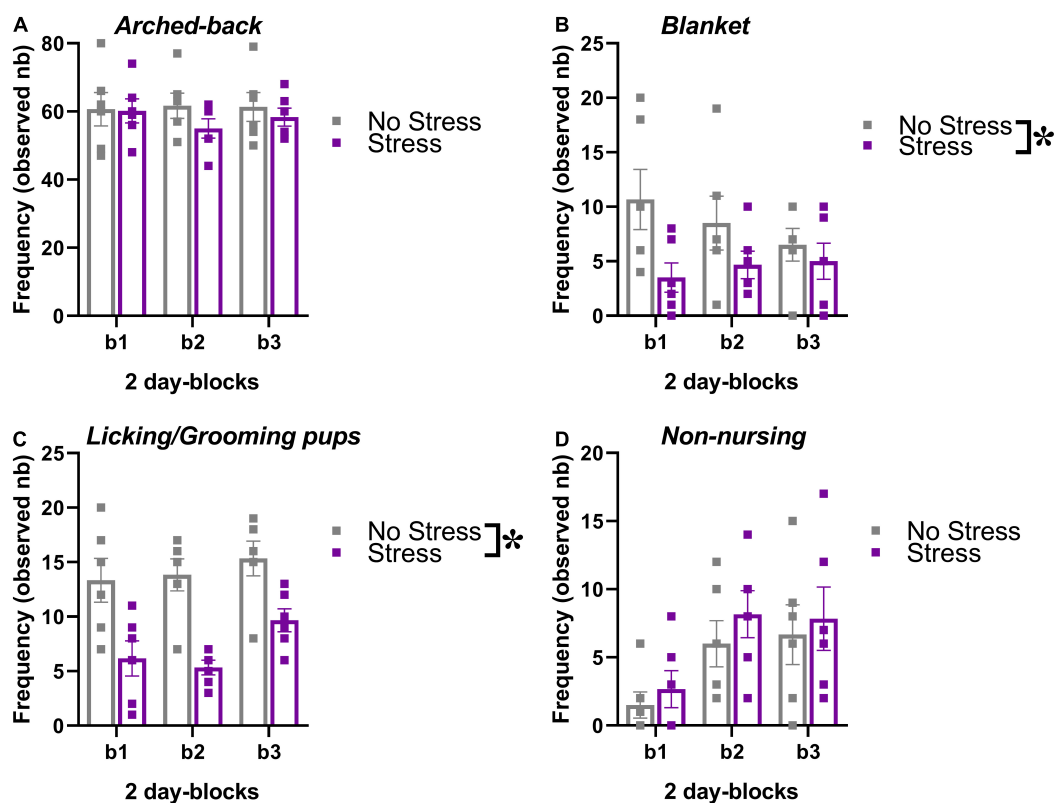 A
Arched-back
Frequency (observed nb)
80
60
40
20
0
b1 b2 b3
2 day-blocks
No Stress
Stress
B
Blanket
Frequency (observed nb)
25
20
15
10
5
0
b1 b2 b3
2 day-blocks
No Stress
Stress
*
C
Licking/Grooming pups
Frequency (observed nb)
25
20
15
10
5
0
b1 b2 b3
2 day-blocks
No Stress
Stress
*
D
Non-nursing
Frequency (observed nb)
20
15
10
5
0
b1 b2 b3
2 day-blocks
No Stress
Stress